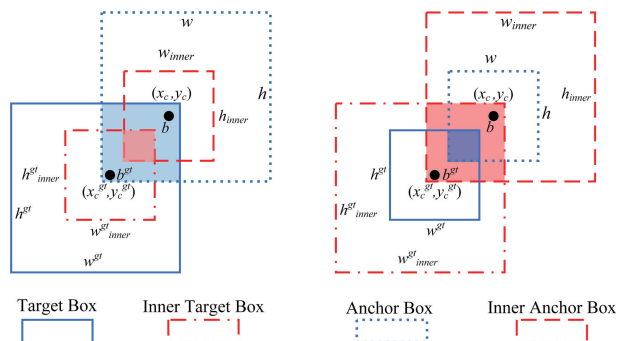 w
w_inner
(x_c,y_c)
b
h_inner
h
b^gt
(x_c^gt,y_c^gt)
h^gt_inner
h^gt
w^gt_inner
w^gt
w_inner
w
(x_c,y_c)
b
h
h_inner
h^gt
b^gt
(x_c^gt,y_c^gt)
h^gt_inner
w^gt
w^gt_inner
Target Box
Inner Target Box
Anchor Box
Inner Anchor Box